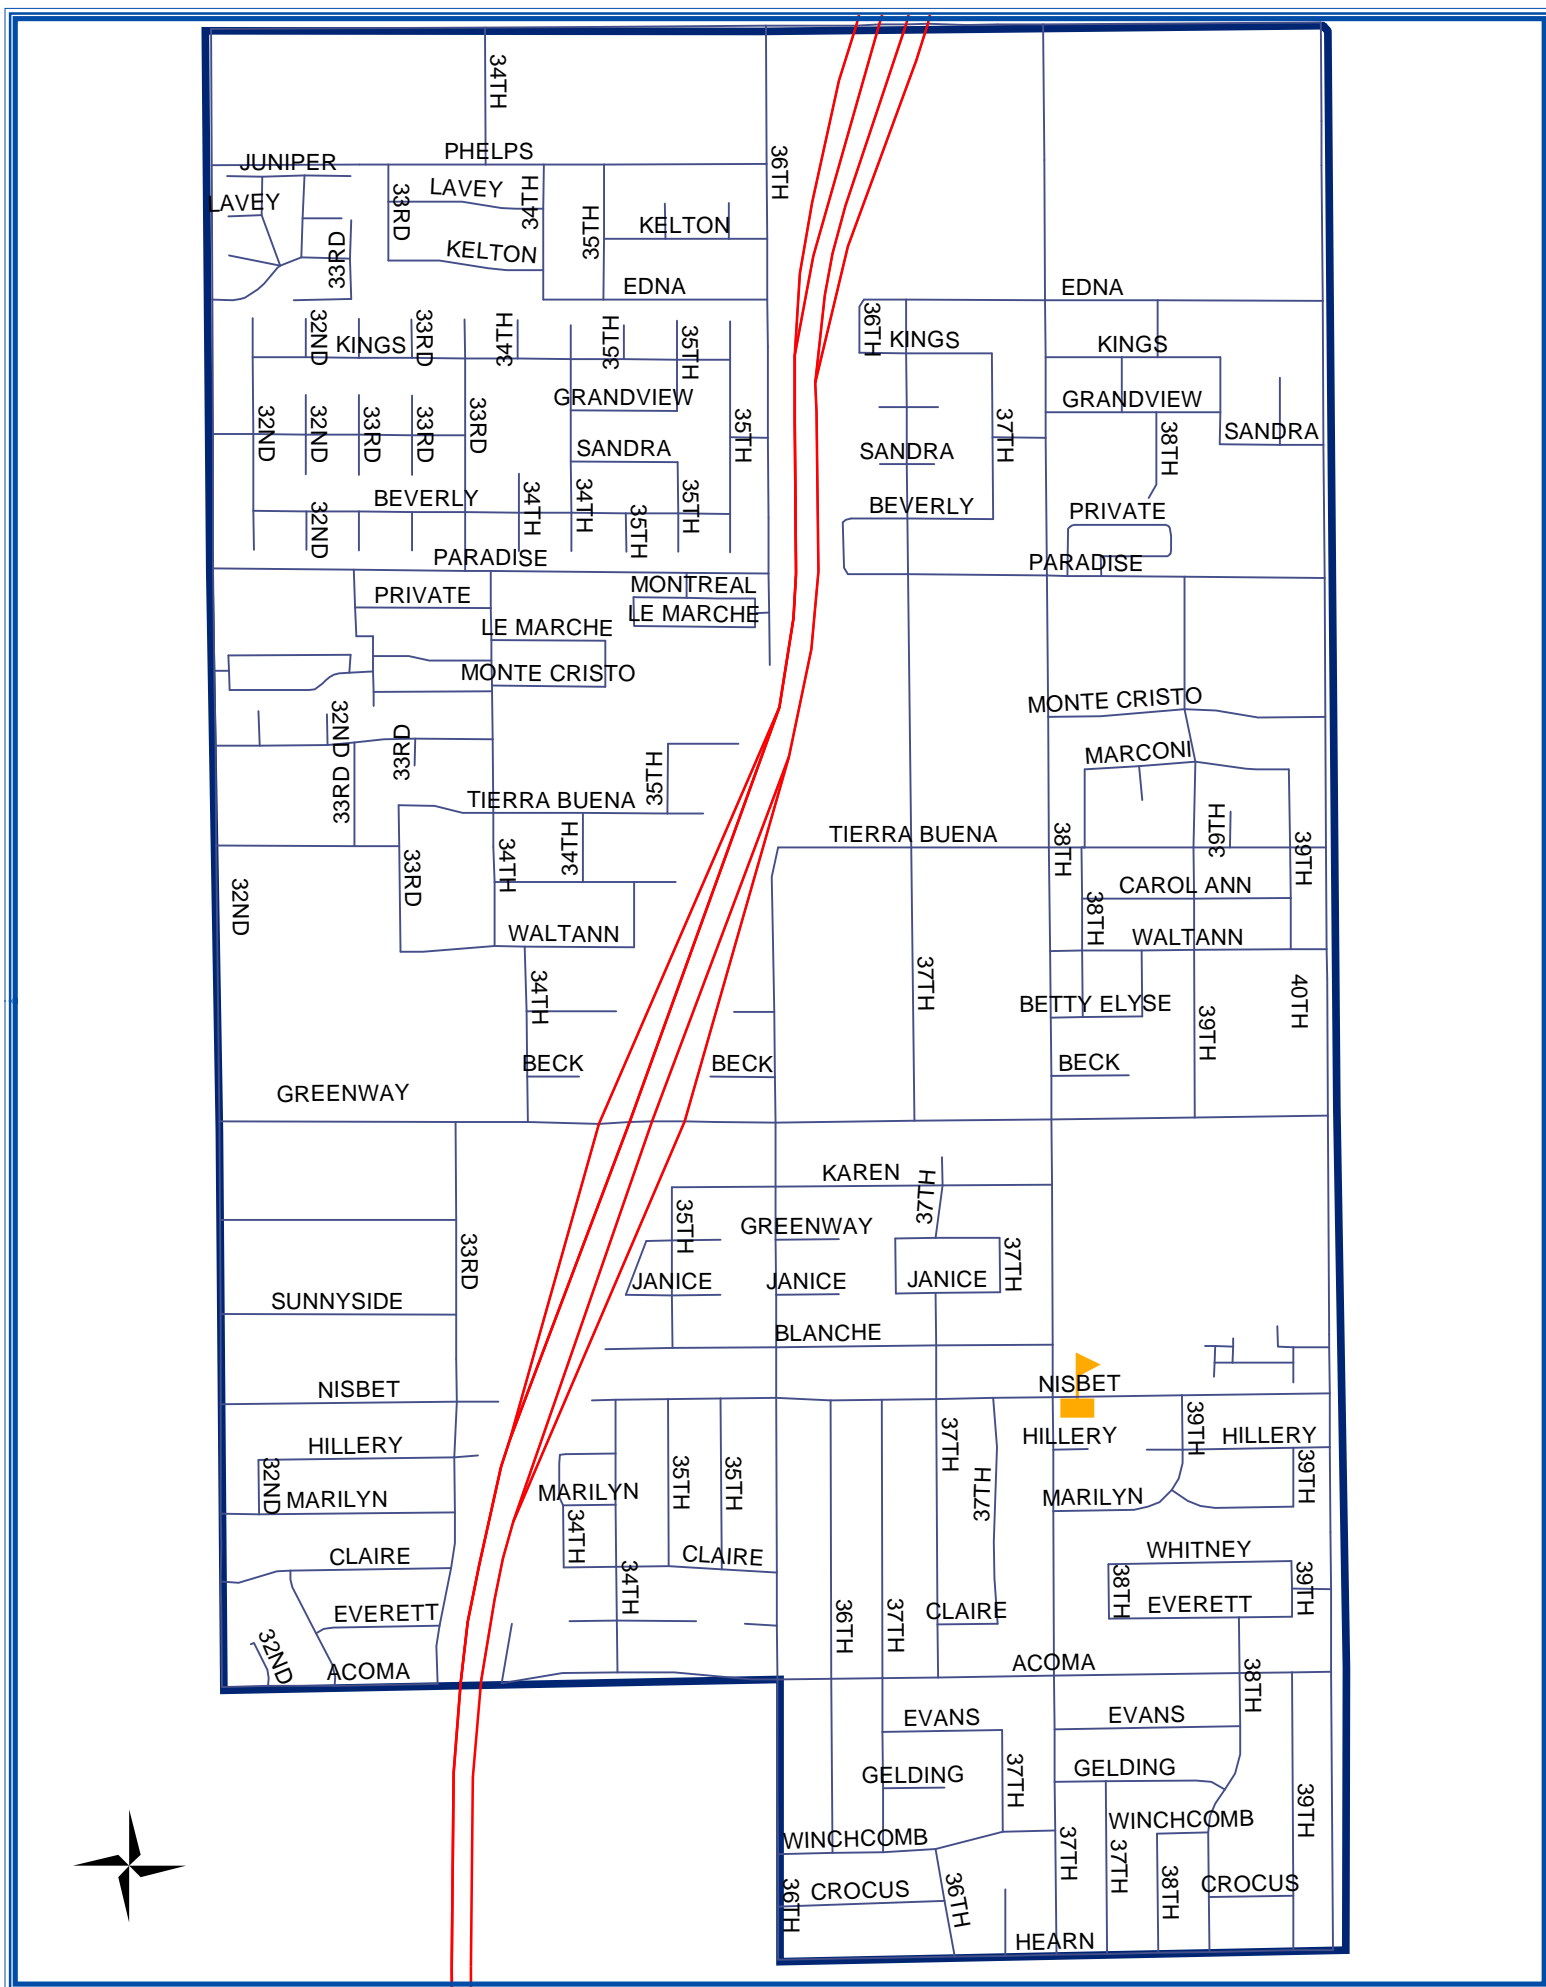 34TH
PHELPS
36TH
JUNIPER
LAVEY
34TH
LAVEY
33RD
35TH
KELTON
33RD
KELTON
EDNA
EDNA
32ND
KINGS
33RD
34TH
35TH
35TH
36TH
KINGS
KINGS
GRANDVIEW
GRANDVIEW
32ND
32ND
33RD
33RD
33RD
35TH
37TH
SANDRA
38TH
SANDRA
SANDRA
BEVERLY
34TH
34TH
35TH
BEVERLY
PRIVATE
32ND
35TH
PARADISE
PARADISE
MONTREAL
PRIVATE
LE MARCHE
LE MARCHE
MONTE CRISTO
MONTE CRISTO
32ND
33RD
MARCONI
35TH
33RD
TIERRA BUENA
TIERRA BUENA
39TH
34TH
34TH
38TH
39TH
33RD
CAROL ANN
32ND
38TH
WALTANN
WALTANN
34TH
37TH
40TH
BETTY ELYSE
39TH
BECK
BECK
BECK
GREENWAY
KAREN
37TH
35TH
GREENWAY
33RD
37TH
JANICE
JANICE
JANICE
SUNNYSIDE
BLANCHE
NISBET
NISBET
39TH
HILLERY
HILLERY
HILLERY
37TH
32ND
35TH
35TH
39TH
MARILYN
MARILYN
37TH
MARILYN
34TH
CLAIRE
CLAIRE
WHITNEY
34TH
38TH
39TH
EVERETT
36TH
37TH
CLAIRE
EVERETT
32ND
ACOMA
ACOMA
38TH
EVANS
EVANS
GELDING
37TH
GELDING
39TH
WINCHCOMB
WINCHCOMB
37TH
37TH
36TH
CROCUS
36TH
38TH
CROCUS
HEARN